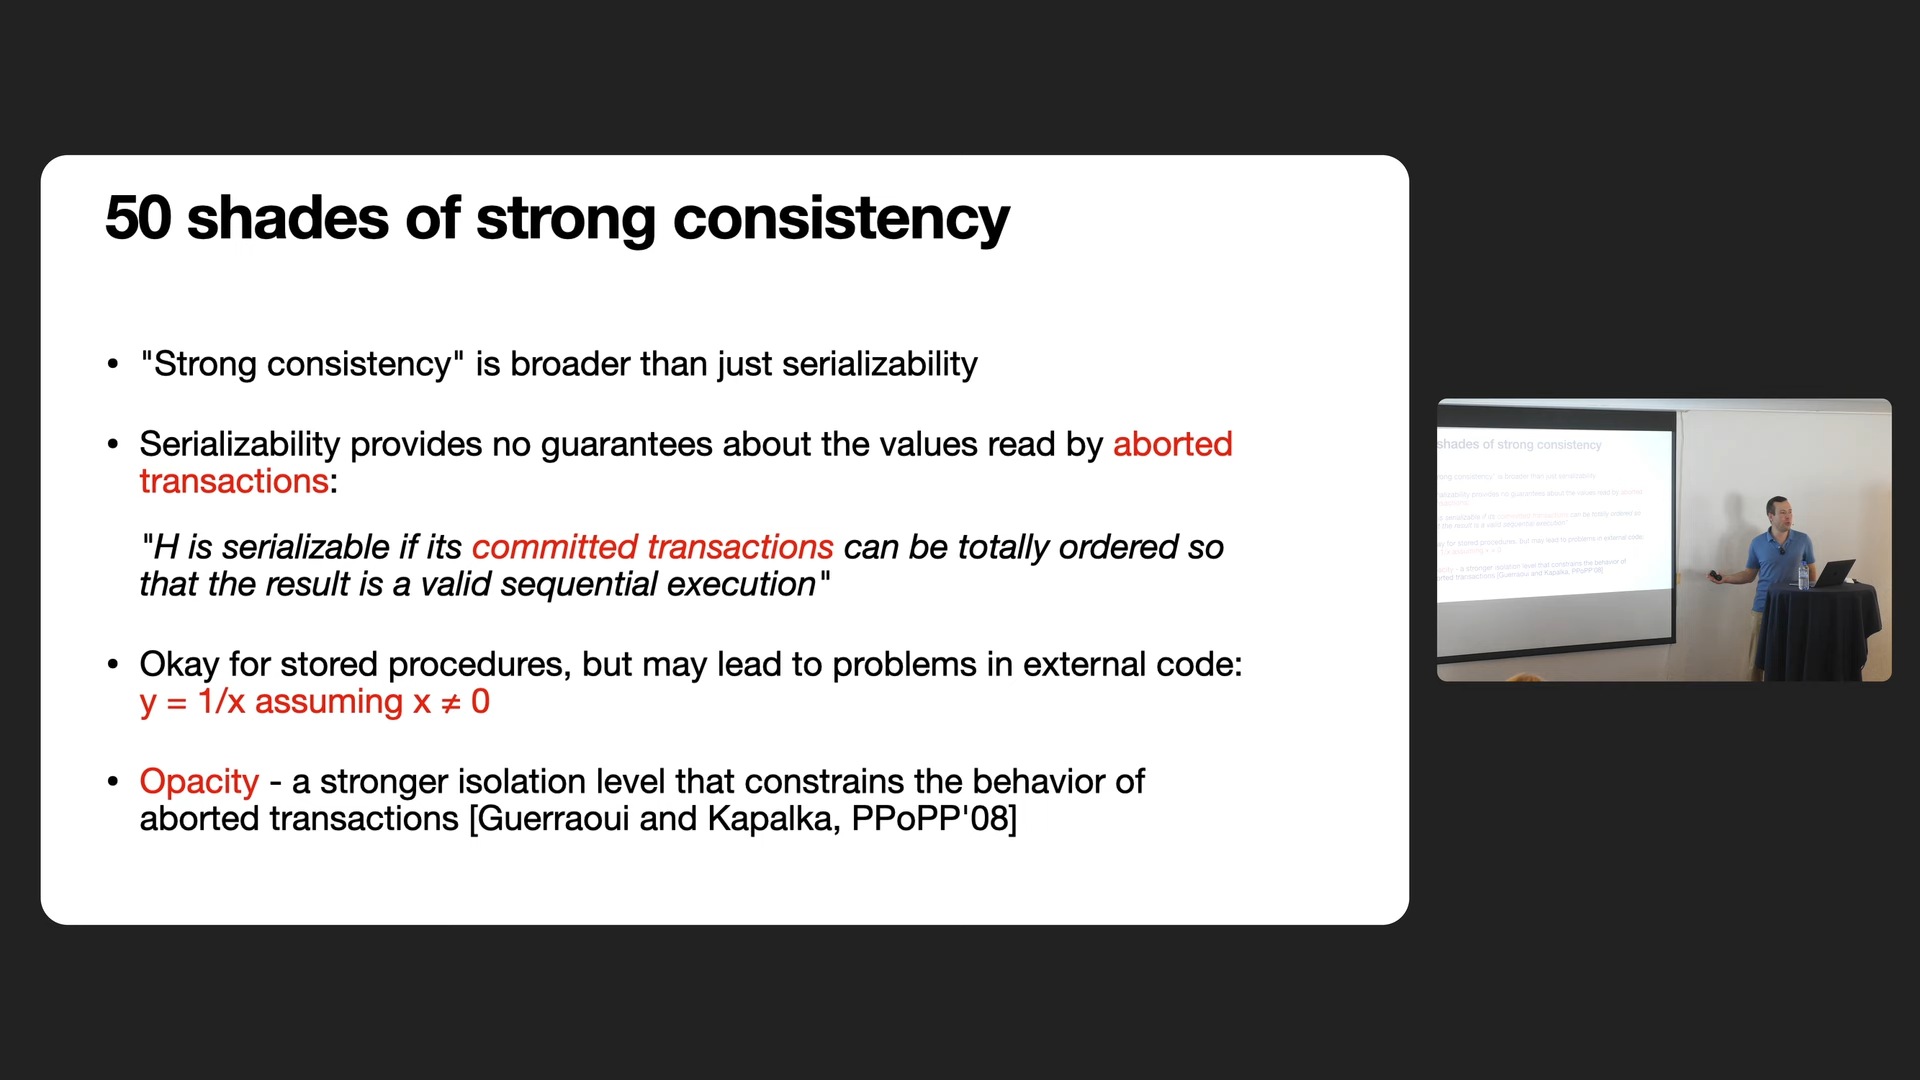 50 shades of strong consistency
• "Strong consistency" is broader than just serializability
• Serializability provides no guarantees about the values read by aborted
transactions:
"H is serializable if its committed transactions can be totally ordered so
that the result is a valid sequential execution"
• Okay for stored procedures, but may lead to problems in external code:
y = 1/x assuming x ≠ 0
• Opacity - a stronger isolation level that constrains the behavior of
aborted transactions [Guerraoui and Kapalka, PPoPP'08]
shades of strong consistency